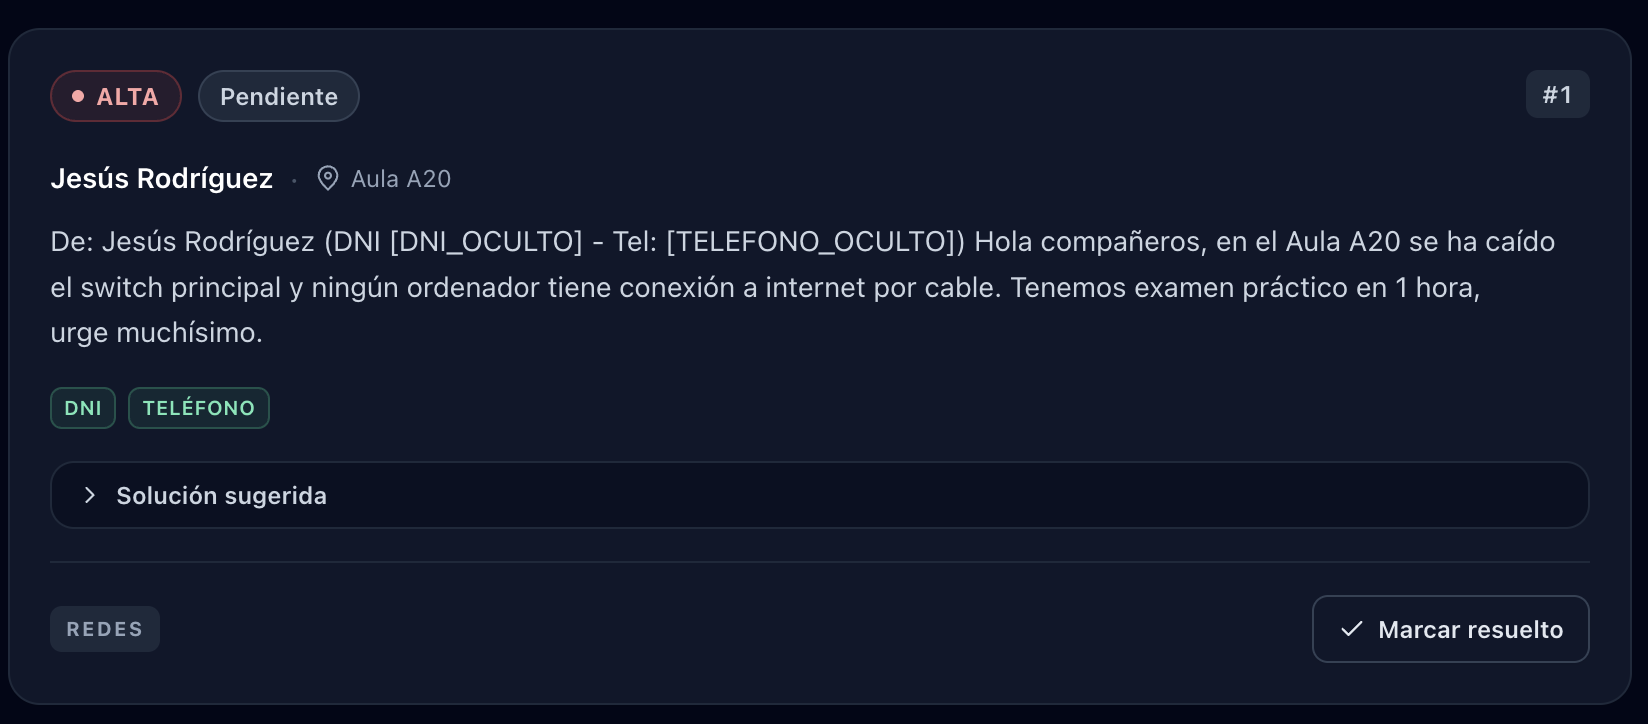 ALTA
Pendiente
#1
Jesús Rodríguez · Aula A20
De: Jesús Rodríguez (DNI [DNI_OCULTO] - Tel: [TELEFONO_OCULTO]) Hola compañeros, en el Aula A20 se ha caído
el switch principal y ningún ordenador tiene conexión a internet por cable. Tenemos examen práctico en 1 hora,
urge muchísimo.
DNI
TELÉFONO
Solución sugerida
REDES
Marcar resuelto